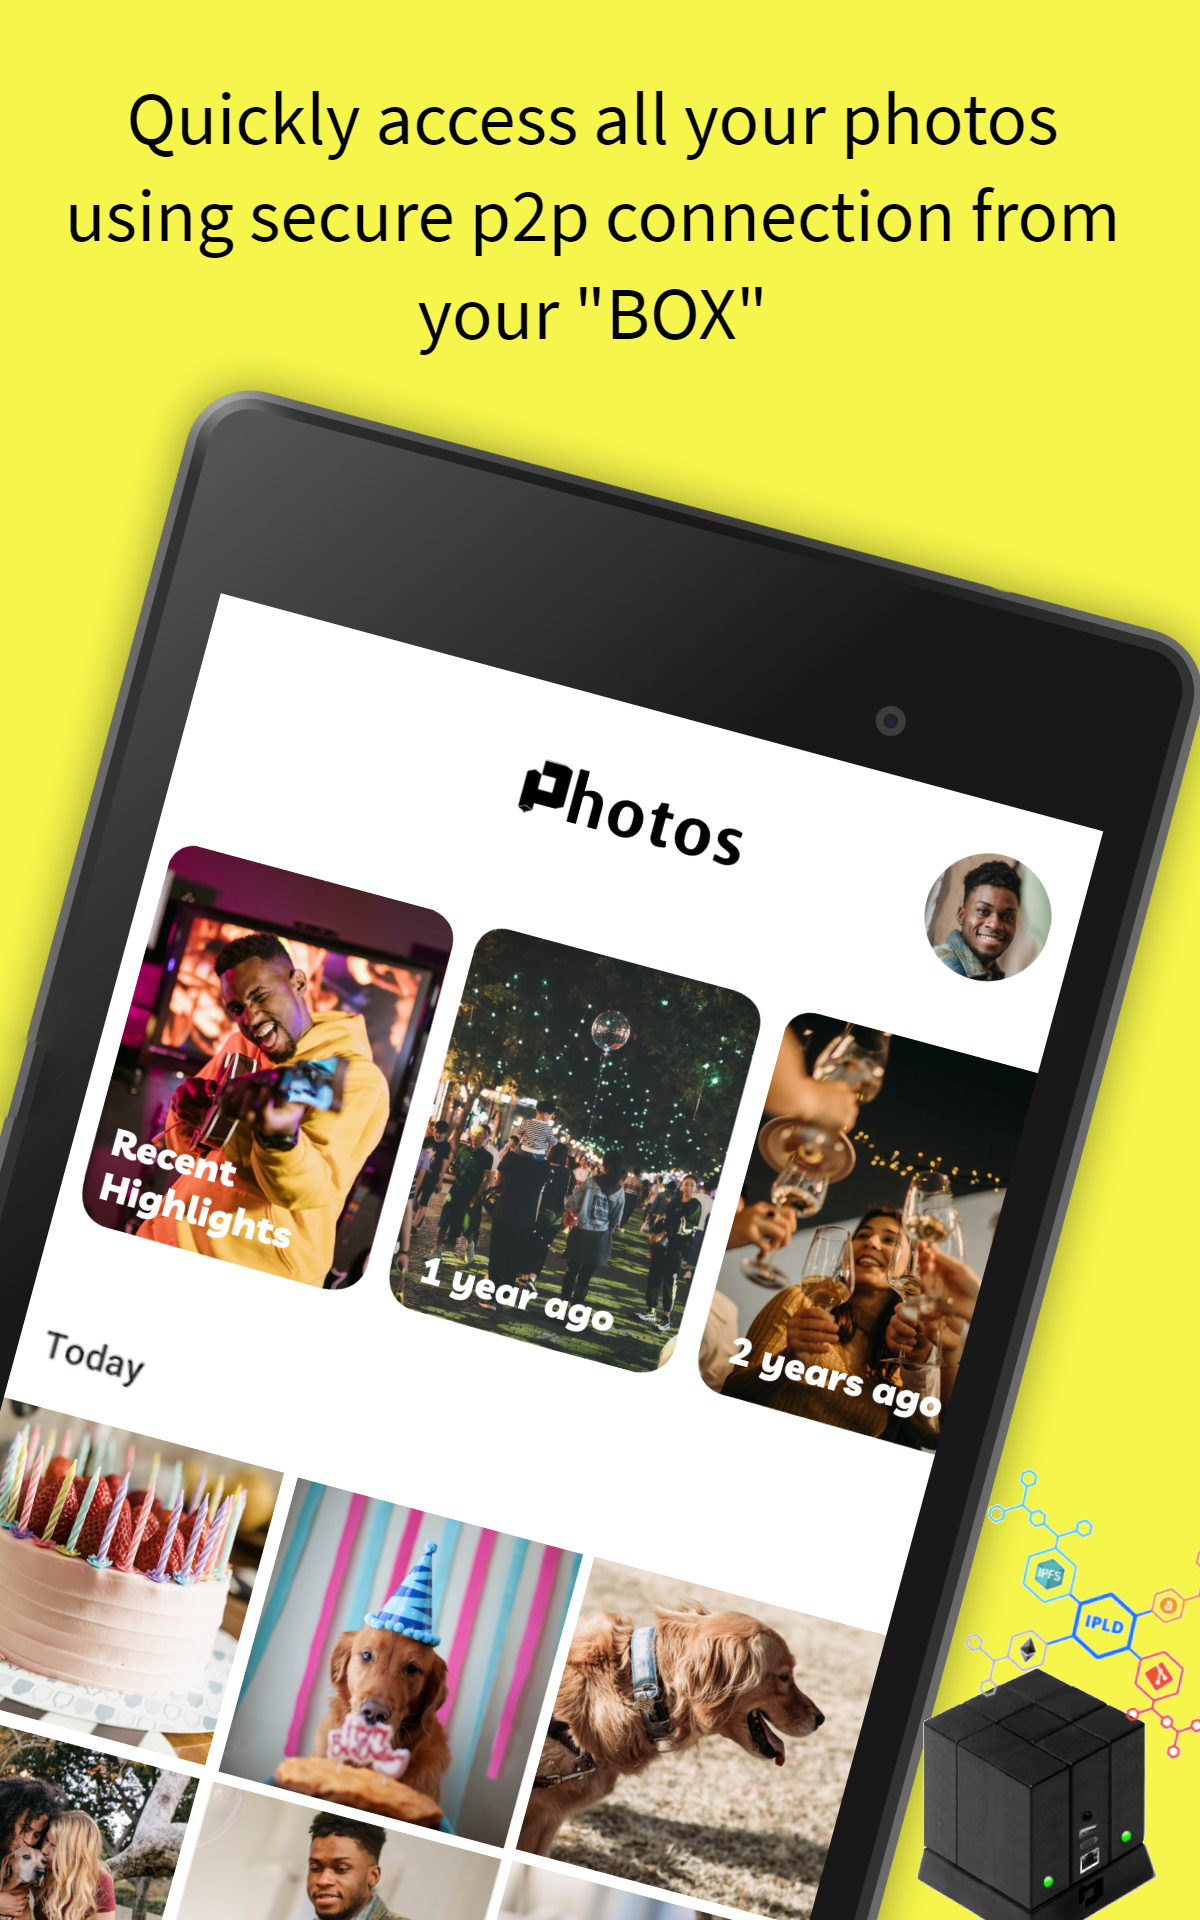 Quickly access all your photos
using secure p2p connection from
your "BOX"
Photos
Recent
Highlights
1 year ago
2 years ago
Today
IPFS
IPLD